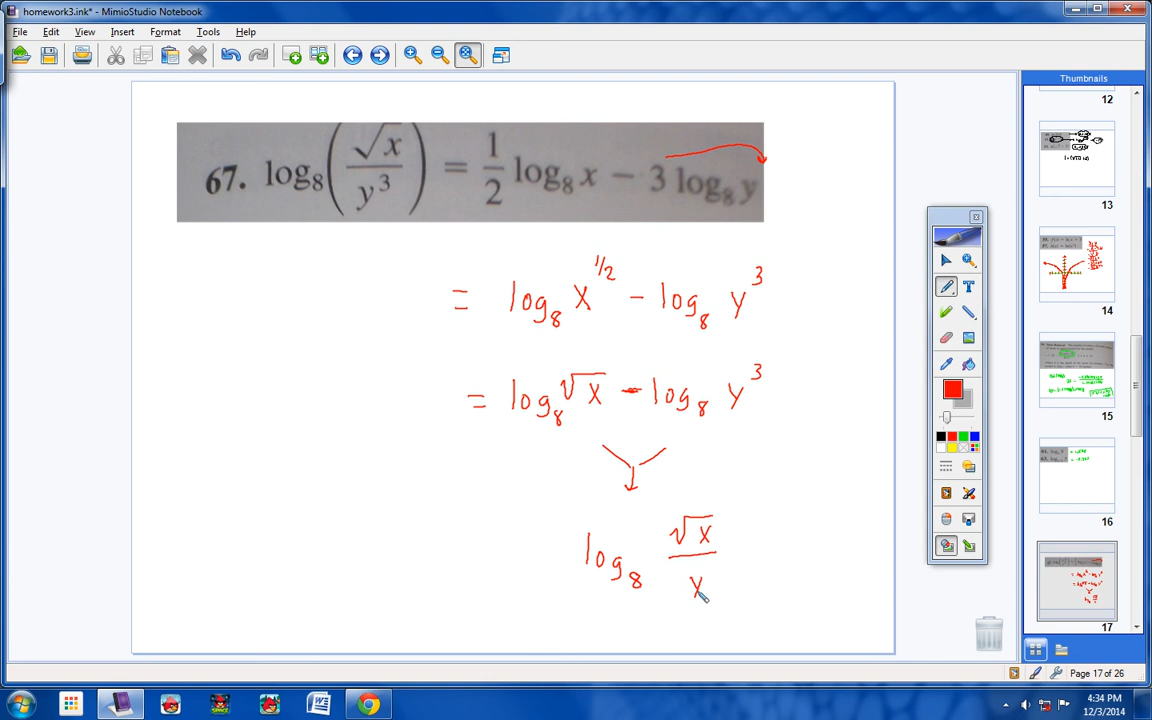 homework3.ink* - MimioStudio Notebook
File Edit View Insert Format Tools Help
Thumbnails
12
13
14
15
16
17
67. log₈(√x / y³) = 1/2 log₈ x − 3 log₈ y
= log₈ x^1/2 − log₈ y³
= log₈ √x − log₈ y³
log₈ √x / x
Page 17 of 26
4:34 PM
12/3/2014